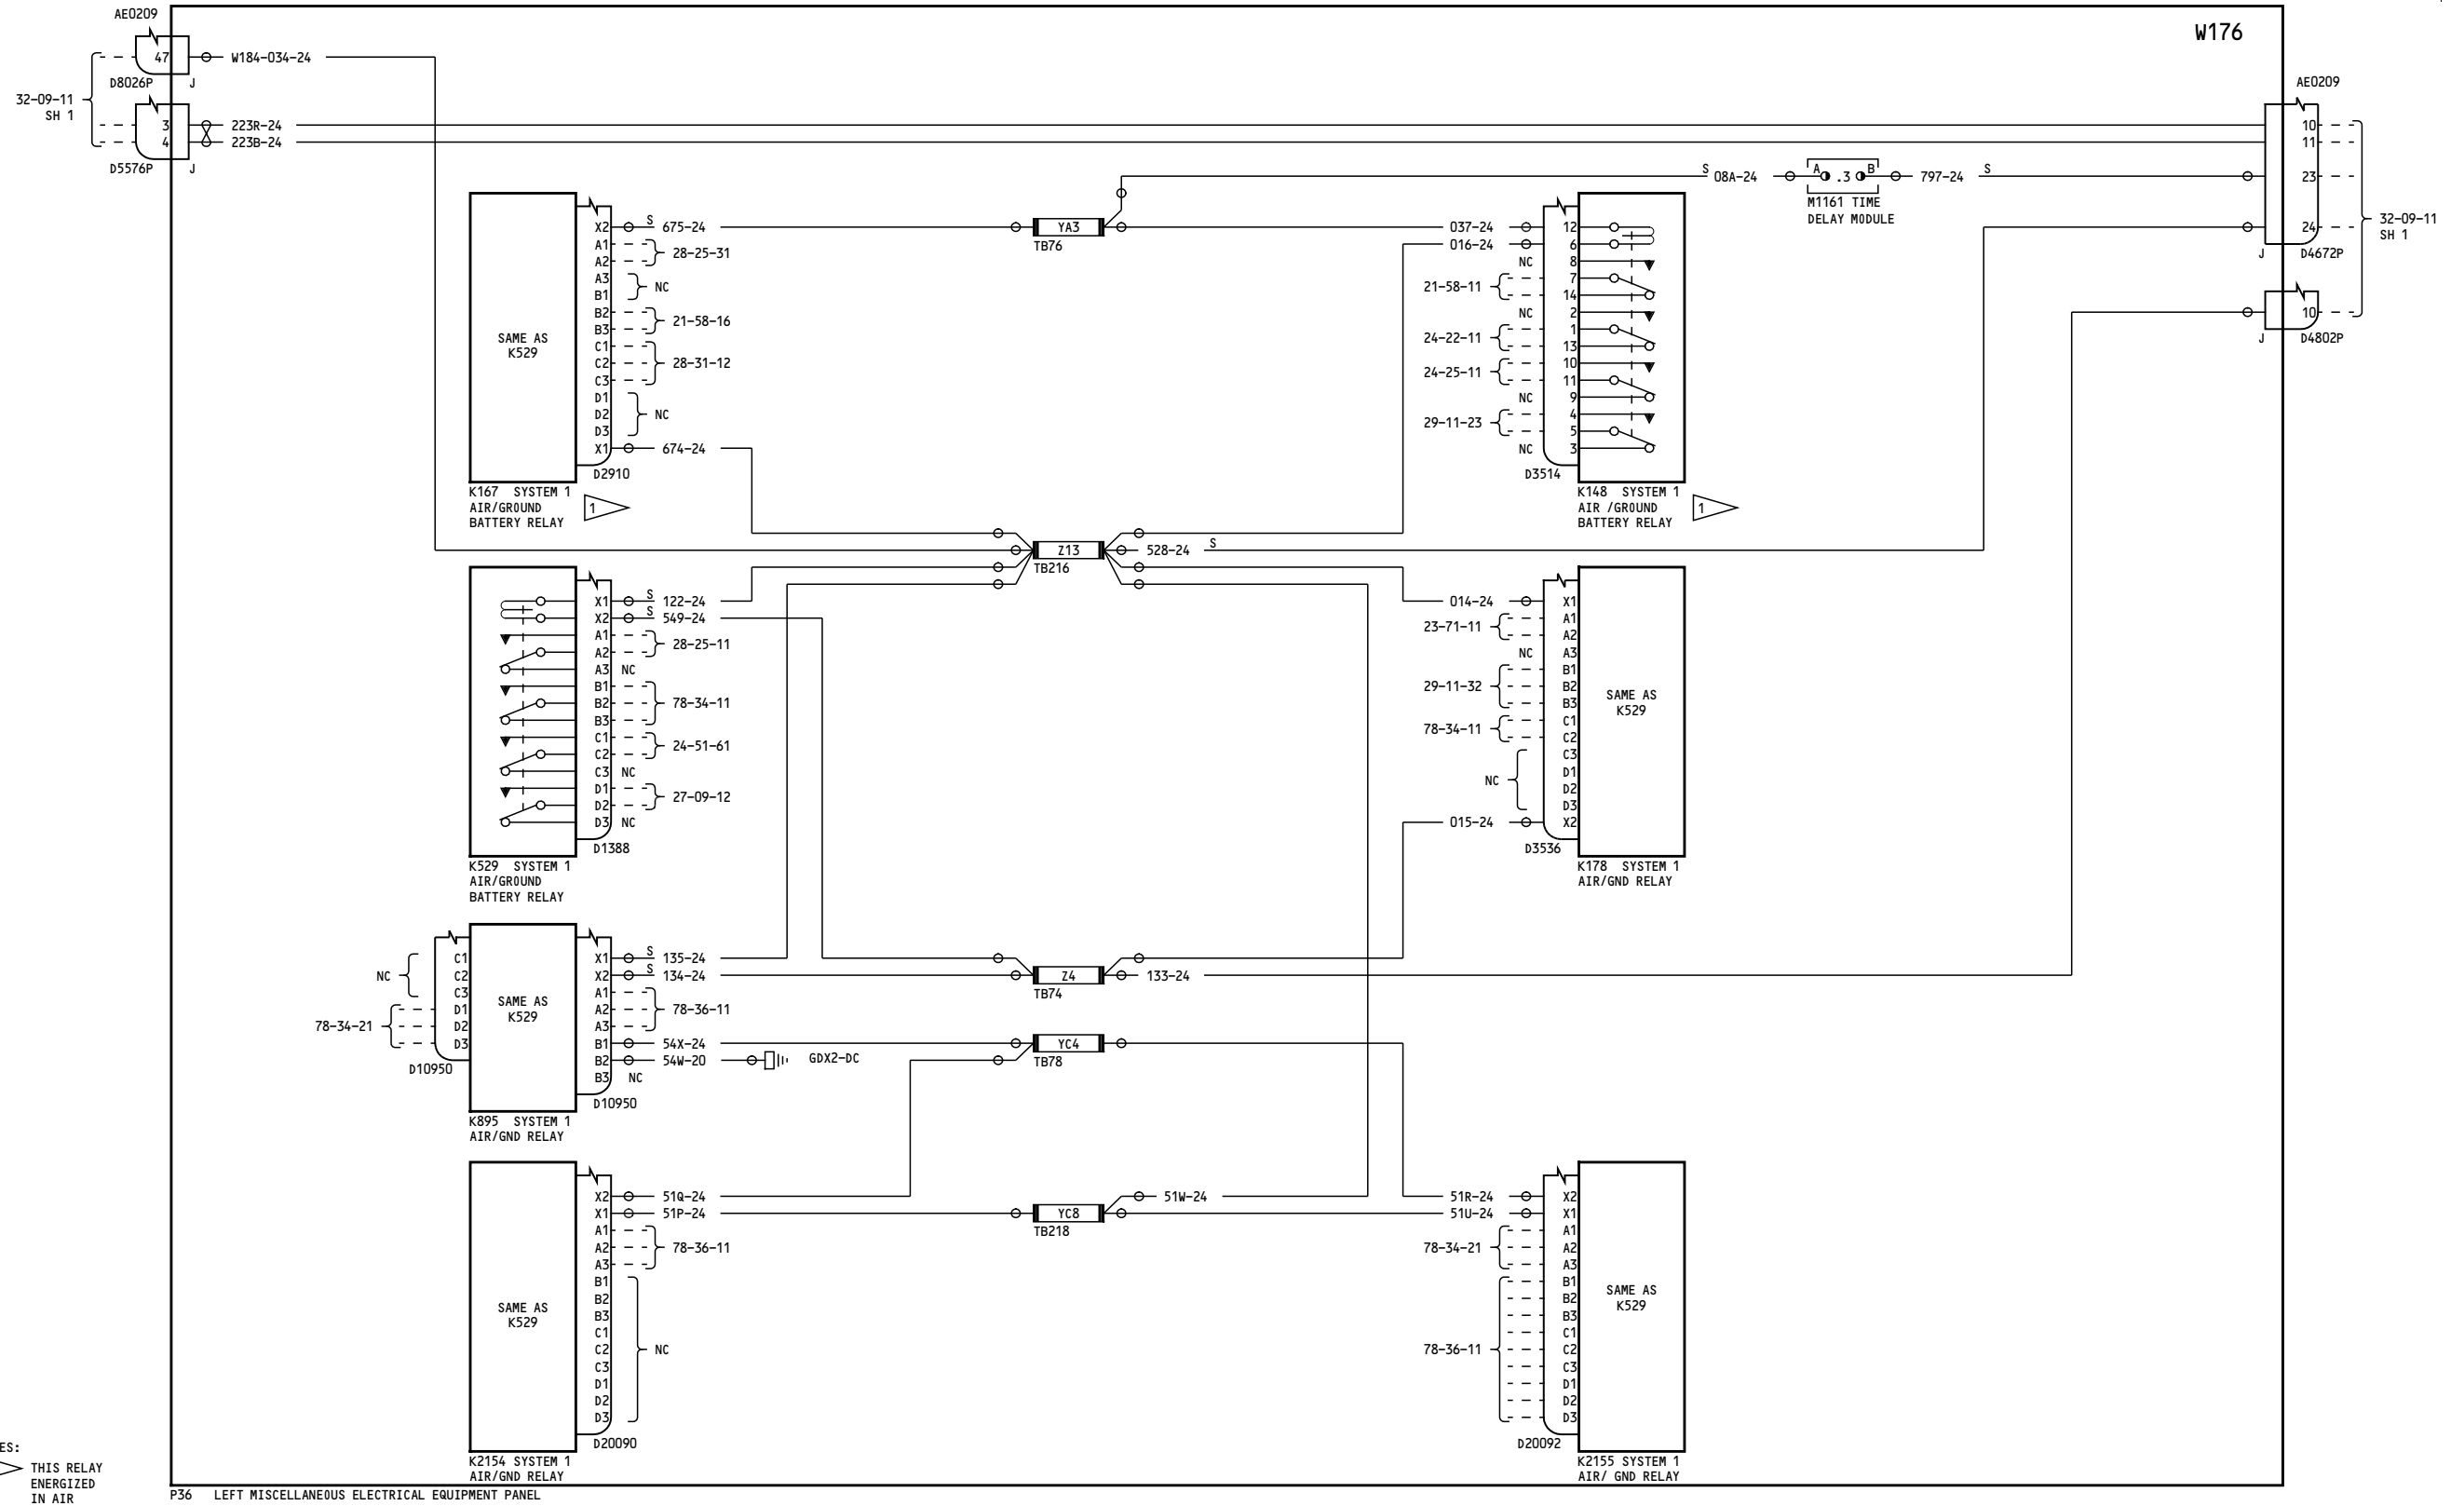 W176
AE0209
47
W184-034-24
D8026P
J
32-09-11
SH 1
3
223R-24
4
223B-24
D5576P
J
AE0209
10
11
23
24
32-09-11
SH 1
J
D4672P
10
J
D4802P
S
08A-24
A
.3
B
797-24
S
M1161 TIME
DELAY MODULE
SAME AS
K529
X2
S
675-24
A1
A2
28-25-31
A3
B1
NC
B2
B3
21-58-16
C1
C2
C3
28-31-12
D1
D2
D3
NC
X1
674-24
D2910
K167 SYSTEM 1
AIR/GROUND
BATTERY RELAY
1
YA3
TB76
037-24
12
016-24
6
NC
8
7
14
21-58-11
NC
2
1
13
24-22-11
10
11
24-25-11
NC
9
4
5
29-11-23
NC
3
D3514
K148 SYSTEM 1
AIR /GROUND
BATTERY RELAY
1
Z13
TB216
528-24
S
X1
S
122-24
X2
S
549-24
A1
A2
28-25-11
A3
NC
B1
B2
B3
78-34-11
C1
C2
24-51-61
C3
NC
D1
D2
27-09-12
D3
NC
D1388
K529 SYSTEM 1
AIR/GROUND
BATTERY RELAY
014-24
X1
A1
A2
23-71-11
NC
A3
B1
B2
B3
29-11-32
C1
C2
78-34-11
C3
D1
D2
D3
NC
015-24
X2
SAME AS
K529
D3536
K178 SYSTEM 1
AIR/GND RELAY
C1
C2
C3
NC
D1
D2
D3
78-34-21
D10950
SAME AS
K529
X1
S
135-24
X2
S
134-24
A1
A2
A3
78-36-11
B1
54X-24
B2
54W-20
GDX2-DC
B3
NC
D10950
K895 SYSTEM 1
AIR/GND RELAY
Z4
TB74
133-24
YC4
TB78
SAME AS
K529
X2
51Q-24
X1
51P-24
A1
A2
A3
78-36-11
B1
B2
B3
C1
C2
C3
D1
D2
D3
NC
D20090
K2154 SYSTEM 1
AIR/GND RELAY
YC8
TB218
51W-24
51R-24
X2
51U-24
X1
A1
A2
A3
78-34-21
B1
B2
B3
C1
C2
C3
D1
D2
D3
78-36-11
SAME AS
K529
D20092
K2155 SYSTEM 1
AIR/ GND RELAY
ES:
THIS RELAY
ENERGIZED
IN AIR
P36 LEFT MISCELLANEOUS ELECTRICAL EQUIPMENT PANEL